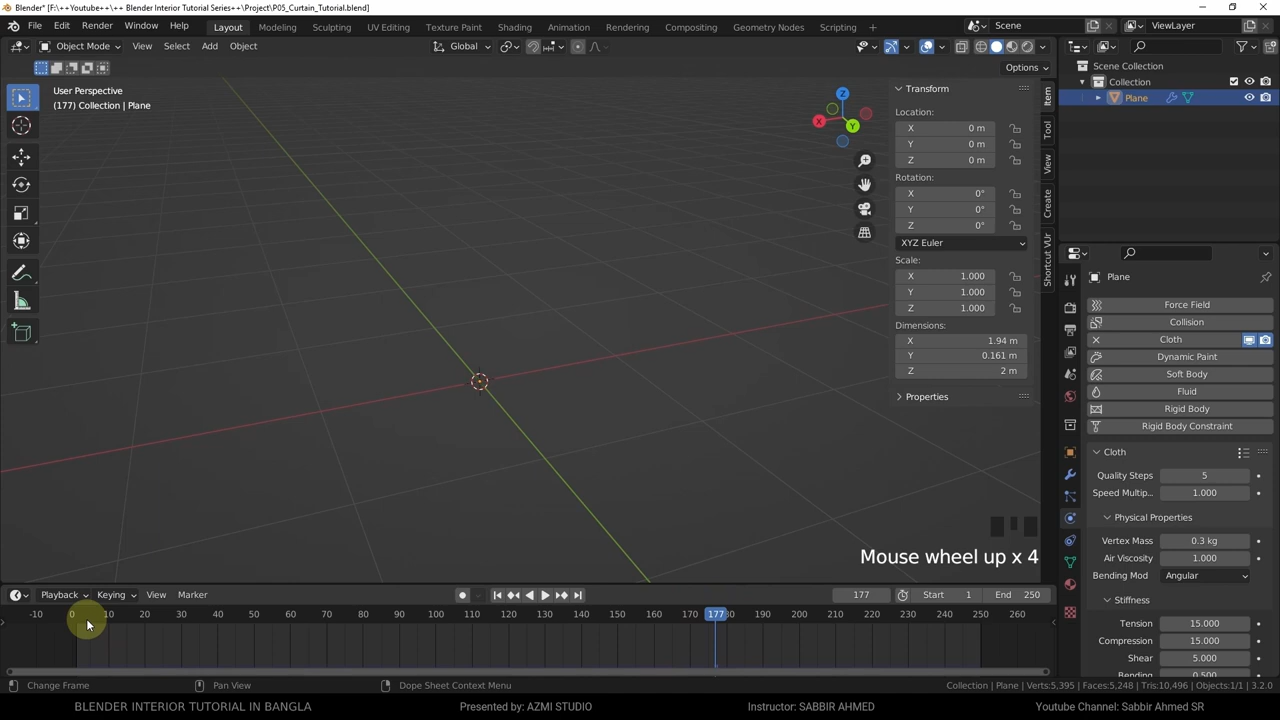 Blender* [F:\++Youtube++\++ Blender Interior Tutorial Series++\Project\P05_Curtain_Tutorial.blend]
File Edit Render Window Help Layout Modeling Sculpting UV Editing Texture Paint Shading Animation Rendering Compositing Geometry Nodes Scripting + Scene ViewLayer
Object Mode View Select Add Object Global
Options
User Perspective
(177) Collection | Plane
Z
X
Y
Transform
Location:
X 0 m
Y 0 m
Z 0 m
Rotation:
X 0°
Y 0°
Z 0°
XYZ Euler
Scale:
X 1.000
Y 1.000
Z 1.000
Dimensions:
X 1.94 m
Y 0.161 m
Z 2 m
Properties
Item
Tool
View
Create
Shortcut VUr
Mouse wheel up x 4
Scene Collection
Collection
Plane
Plane
Force Field
Collision
Cloth
Dynamic Paint
Soft Body
Fluid
Rigid Body
Rigid Body Constraint
Cloth
Quality Steps 5
Speed Multip... 1.000
Physical Properties
Vertex Mass 0.3 kg
Air Viscosity 1.000
Bending Mod Angular
Stiffness
Tension 15.000
Compression 15.000
Shear 5.000
Bending 0.500
Playback Keying View Marker 177 Start 1 End 250
-10 0 10 20 30 40 50 60 70 80 90 100 110 120 130 140 150 160 170 177 190 200 210 220 230 240 250 260
Change Frame Pan View Dope Sheet Context Menu Collection | Plane | Verts:5,395 | Faces:5,248 | Tris:10,496 | Objects:1/1 | 3.2.0
BLENDER INTERIOR TUTORIAL IN BANGLA Presented by: AZMI STUDIO Instructor: SABBIR AHMED Youtube Channel: Sabbir Ahmed SR